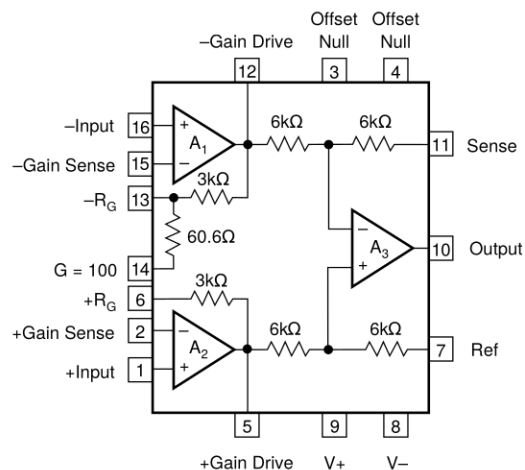 Offset Offset
–Gain Drive Null Null
12 3 4
6kΩ 6kΩ
–Input 16 + A1 11 Sense
–Gain Sense 15 –
3kΩ
–RG 13
60.6Ω – A3 10 Output
G = 100 14 +
3kΩ
+RG 6
+Gain Sense 2 – 6kΩ 6kΩ
A2 7 Ref
+Input 1 +
5 9 8
+Gain Drive V+ V–